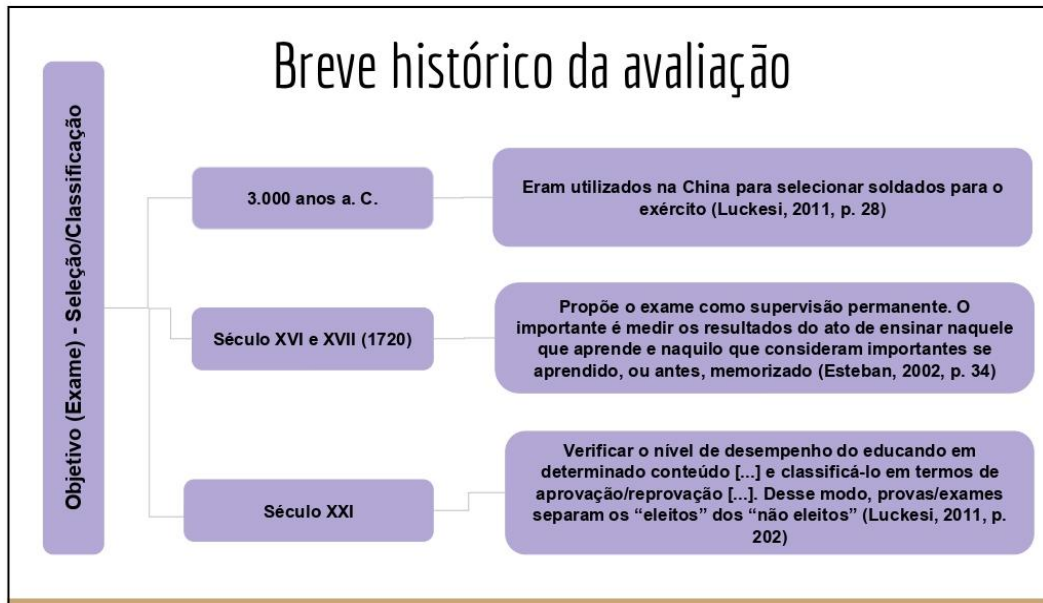 Breve histórico da avaliação
Objetivo (Exame) - Seleção/Classificação
3.000 anos a. C.
Eram utilizados na China para selecionar soldados para o
exército (Luckesi, 2011, p. 28)
Século XVI e XVII (1720)
Propõe o exame como supervisão permanente. O
importante é medir os resultados do ato de ensinar naquele
que aprende e naquilo que consideram importantes se
aprendido, ou antes, memorizado (Esteban, 2002, p. 34)
Século XXI
Verificar o nível de desempenho do educando em
determinado conteúdo [...] e classificá-lo em termos de
aprovação/reprovação [...]. Desse modo, provas/exames
separam os “eleitos” dos “não eleitos” (Luckesi, 2011, p.
202)